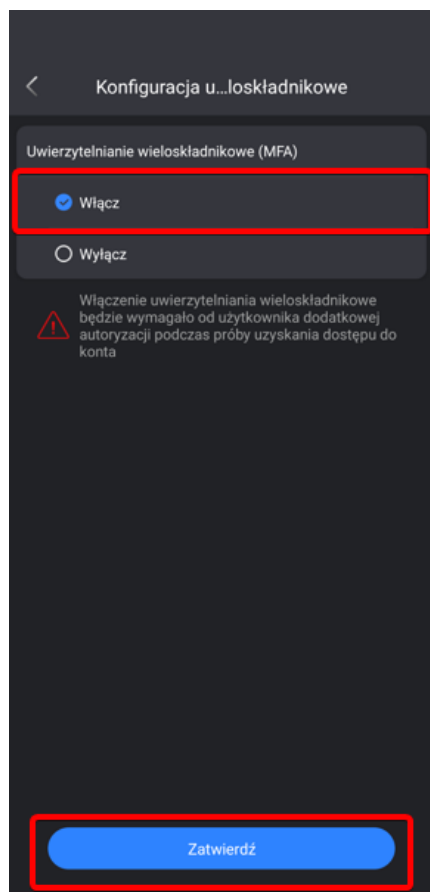 Konfiguracja u...loskładnikowe
Uwierzytelnianie wieloskładnikowe (MFA)
Włącz
Wyłącz
Włączenie uwierzytelniania wieloskładnikowe
będzie wymagało od użytkownika dodatkowej
autoryzacji podczas próby uzyskania dostępu do
konta
Zatwierdź